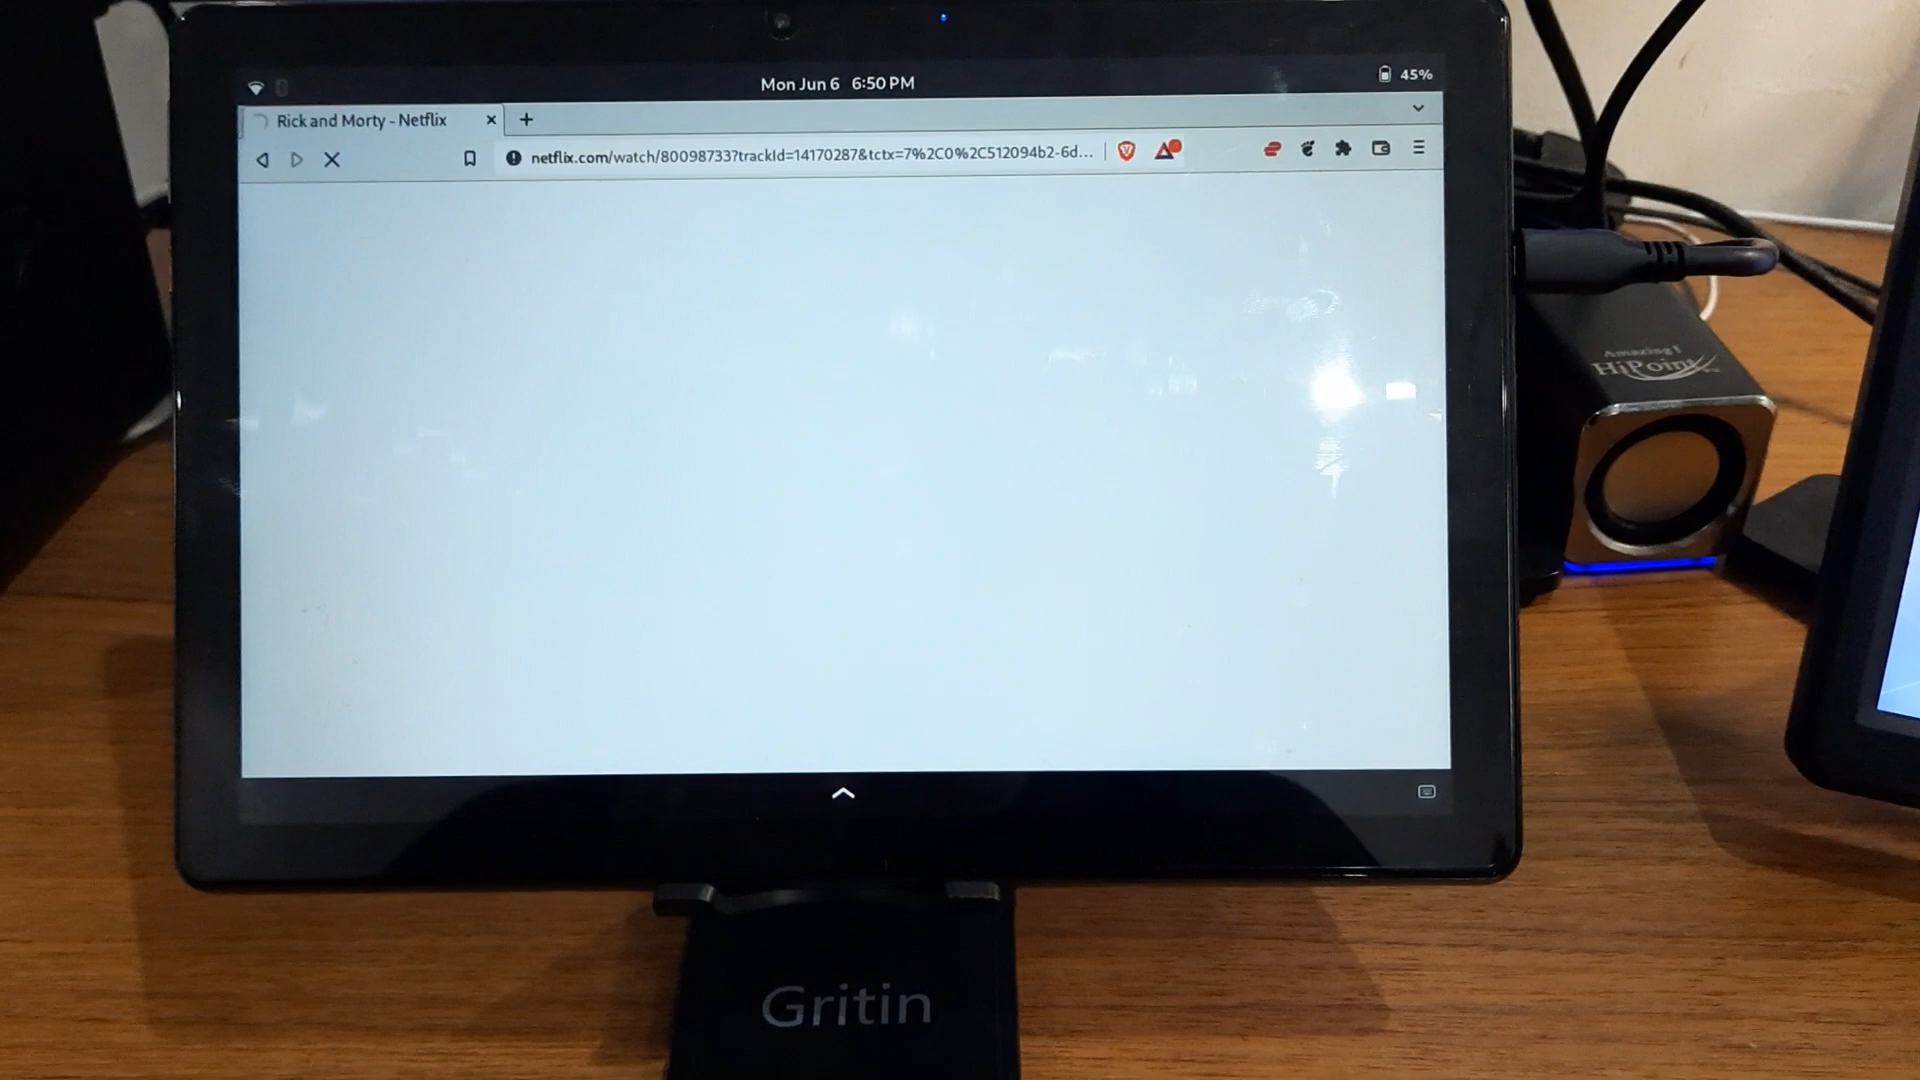 Mon Jun 6 6:50 PM
45%
Rick and Morty - Netflix
netflix.com/watch/80098733?trackId=14170287&tctx=7%2C0%2C512094b2-6d...
Amazing!
HiPoint
Gritin